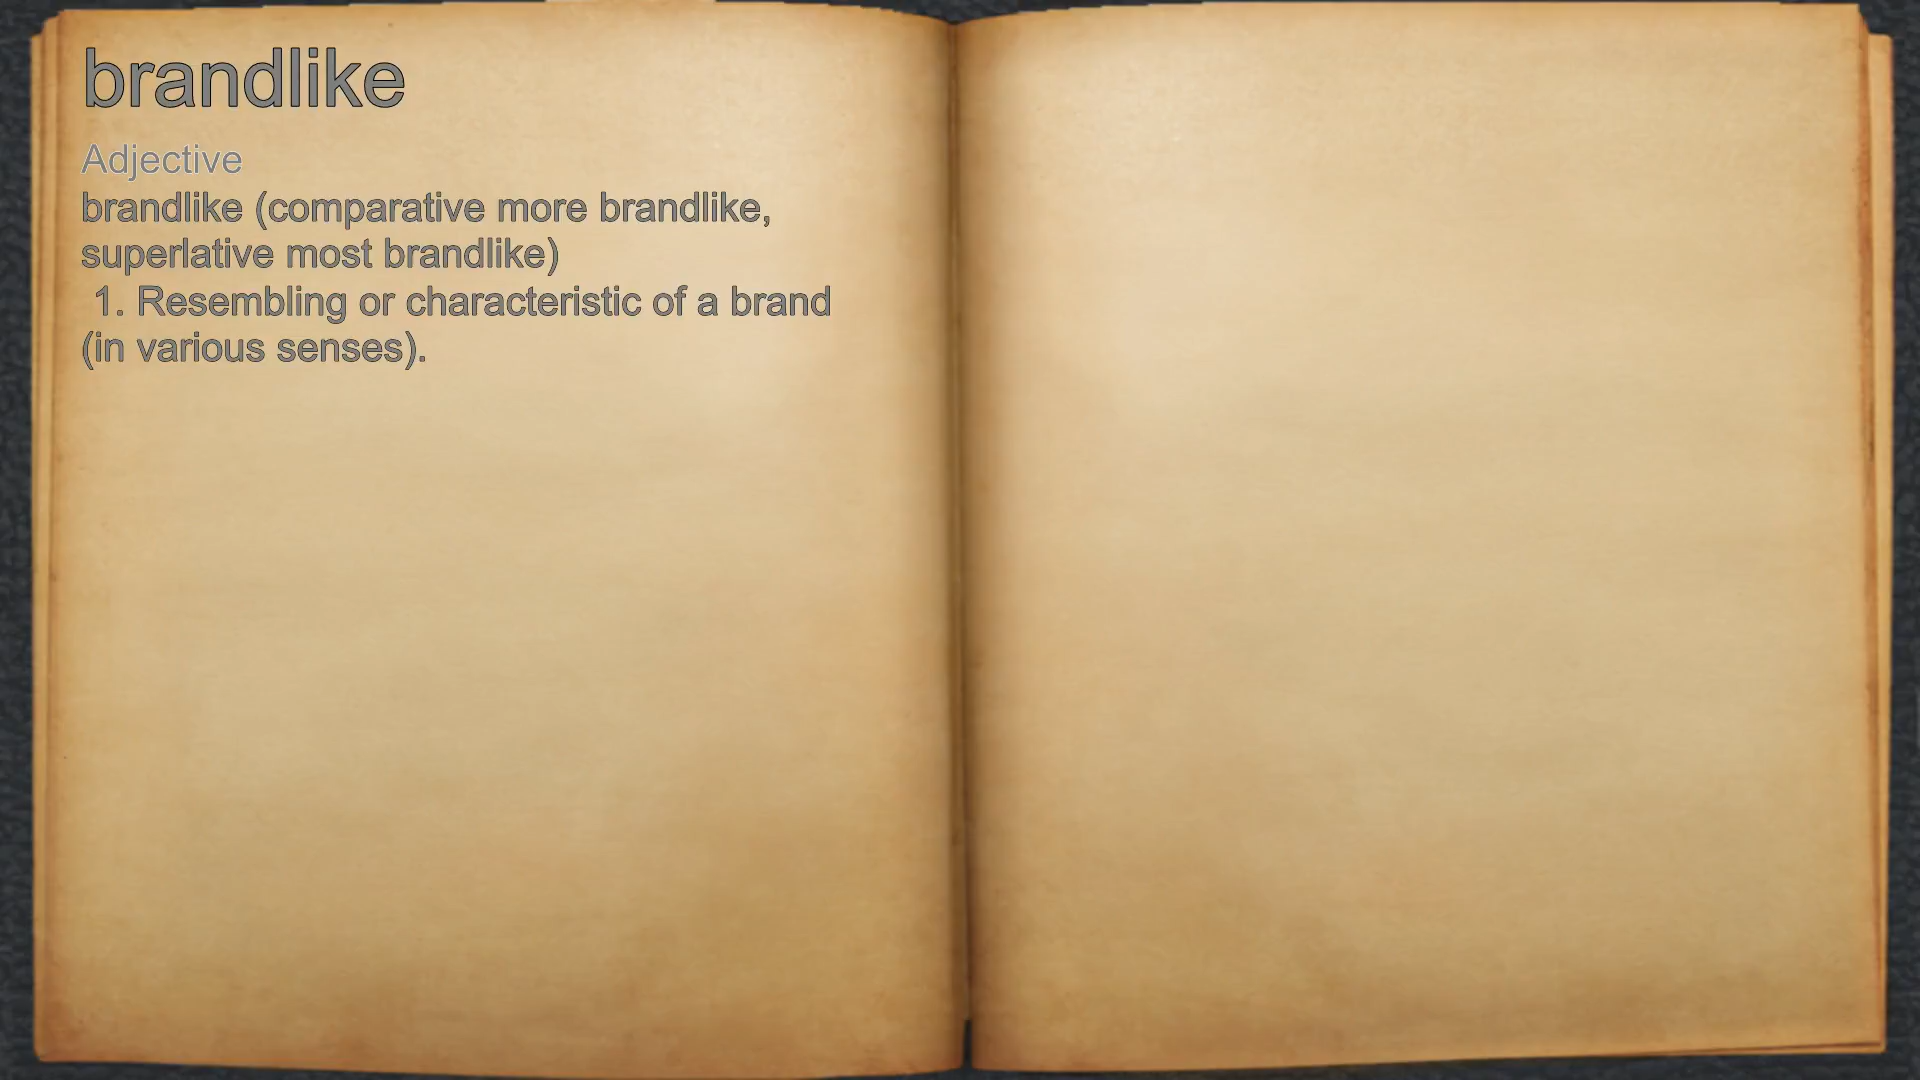 brandlike
Adjective
brandlike (comparative more brandlike,
superlative most brandlike)
1. Resembling or characteristic of a brand
(in various senses).